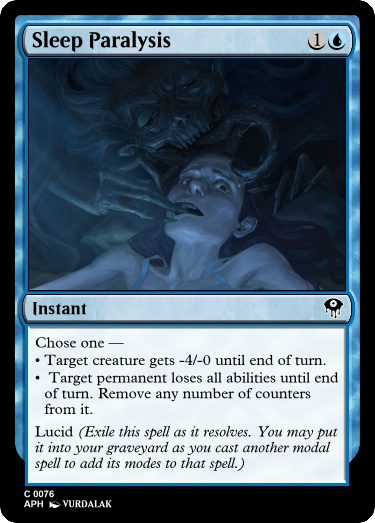 Sleep Paralysis 1
Instant
Chose one —
• Target creature gets -4/-0 until end of turn.
• Target permanent loses all abilities until end
of turn. Remove any number of counters
from it.
Lucid (Exile this spell as it resolves. You may put
it into your graveyard as you cast another modal
spell to add its modes to that spell.)
C 0076
APH VURDALAK